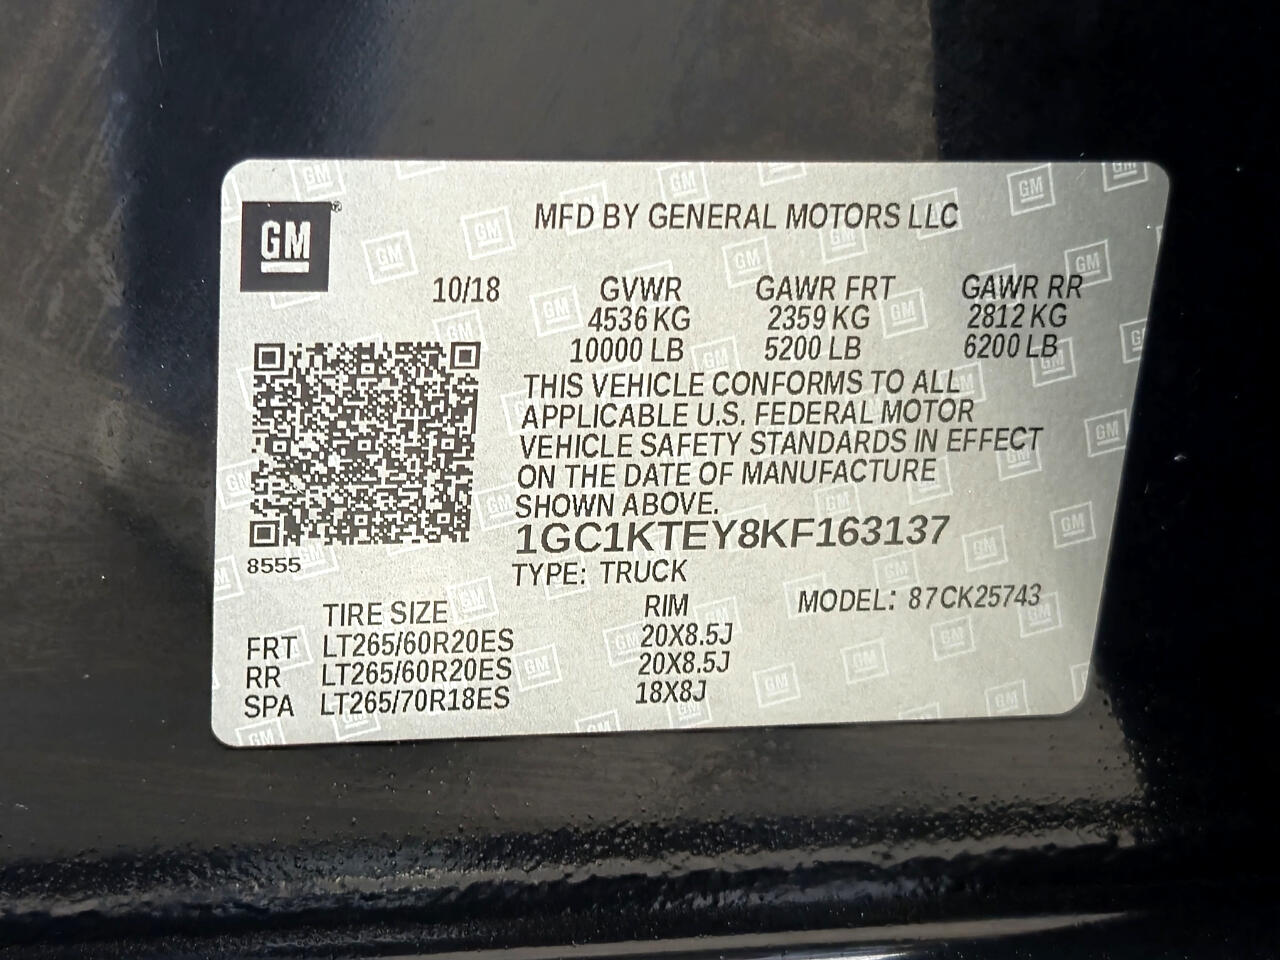 GM®
MFD BY GENERAL MOTORS LLC
10/18 GVWR GAWR FRT GAWR RR
4536 KG 2359 KG 2812 KG
10000 LB 5200 LB 6200 LB
THIS VEHICLE CONFORMS TO ALL
APPLICABLE U.S. FEDERAL MOTOR
VEHICLE SAFETY STANDARDS IN EFFECT
ON THE DATE OF MANUFACTURE
SHOWN ABOVE.
1GC1KTEY8KF163137
8555
TYPE: TRUCK
MODEL: 87CK25743
TIRE SIZE RIM
FRT LT265/60R20ES 20X8.5J
RR LT265/60R20ES 20X8.5J
SPA LT265/70R18ES 18X8J